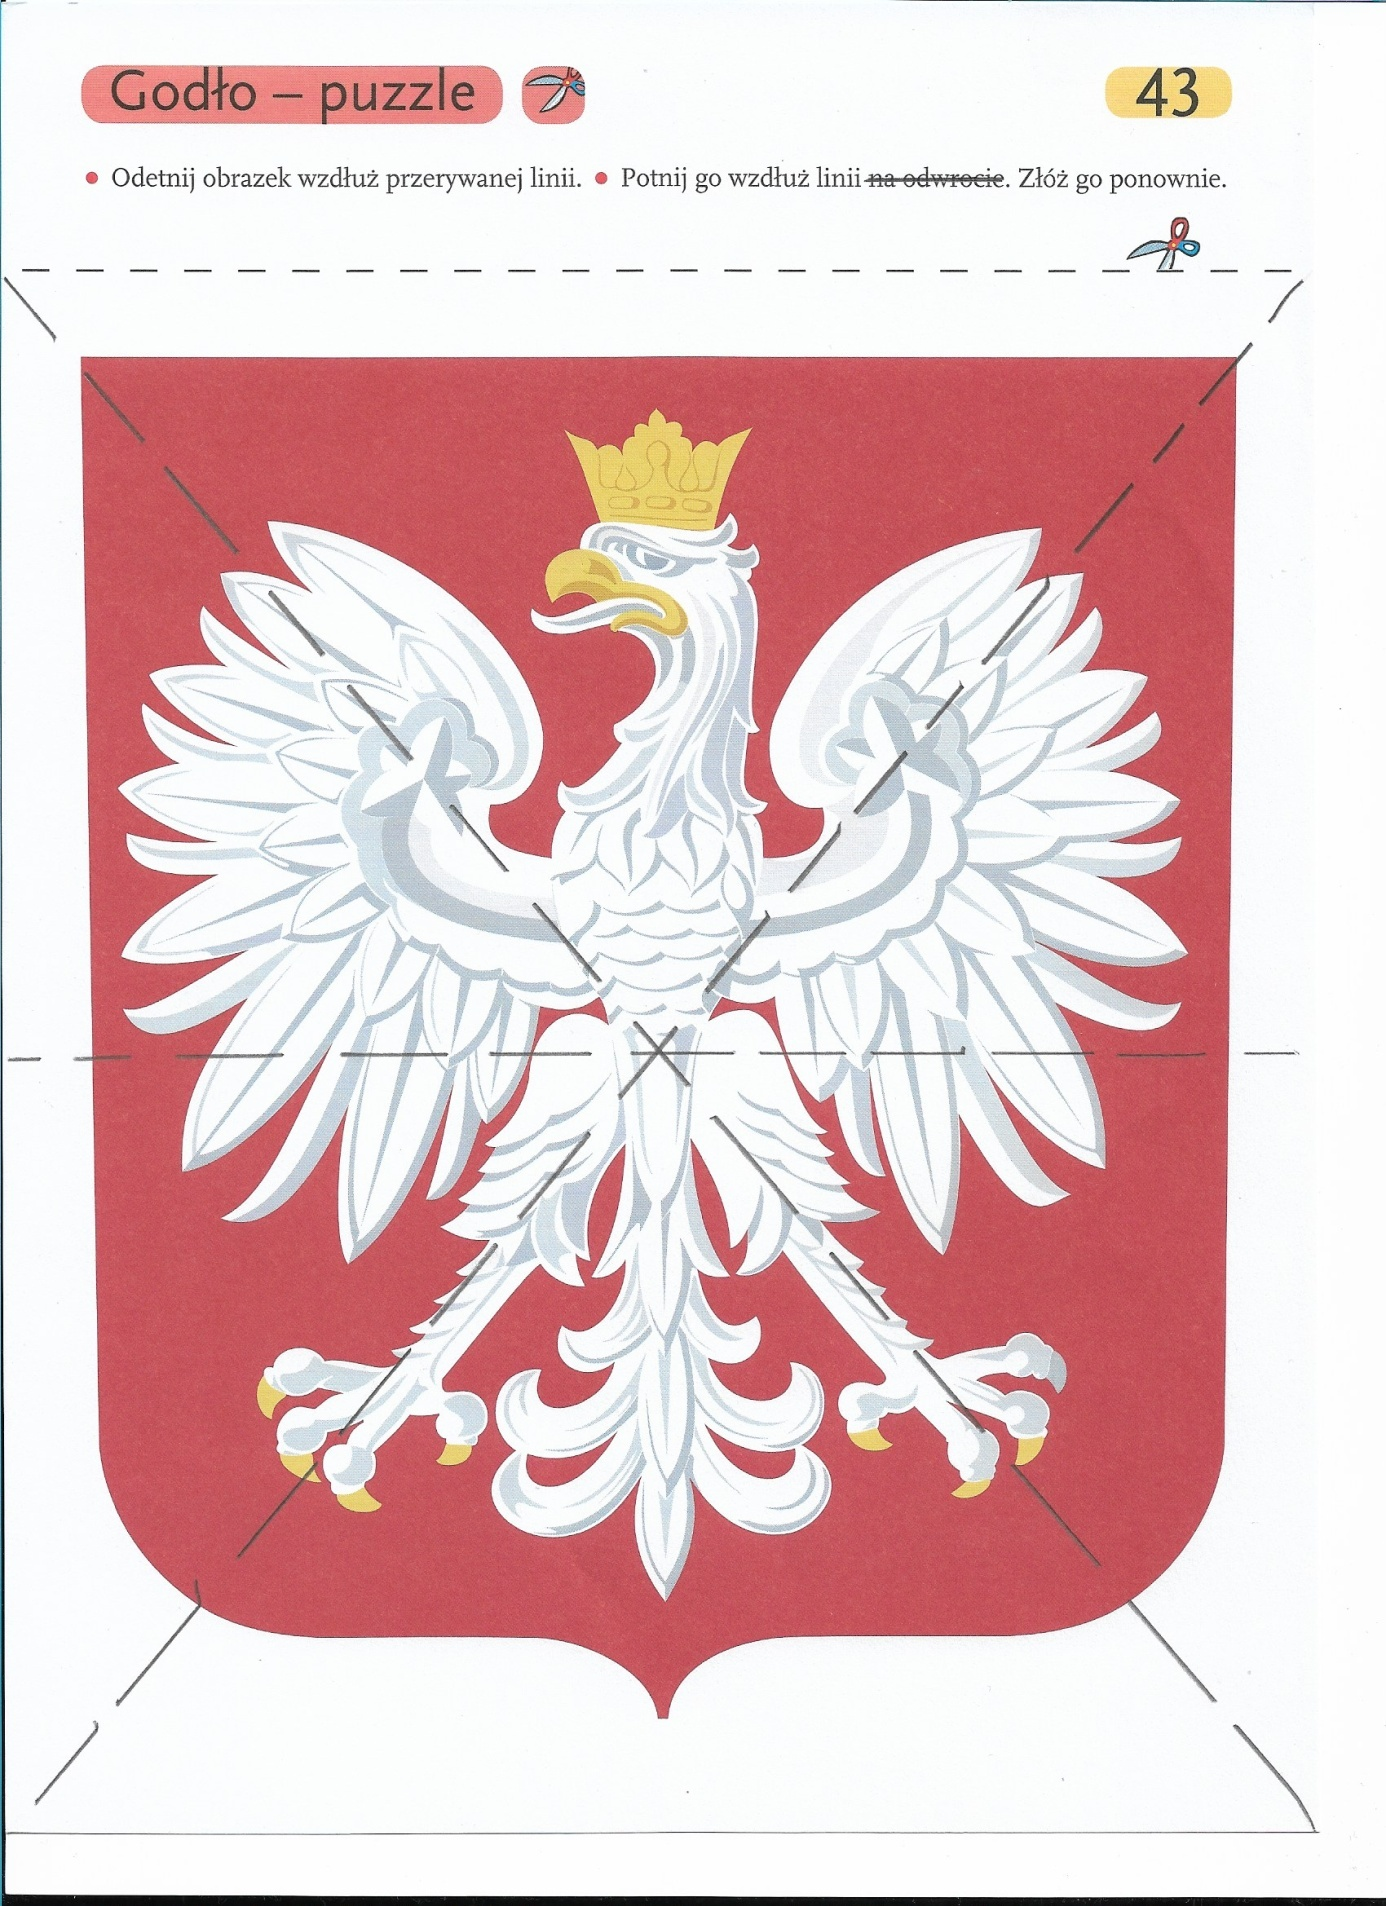 Godło – puzzle
43
• Odetnij obrazek wzdłuż przerywanej linii. • Potnij go wzdłuż linii na odwrocie. Złóż go ponownie.